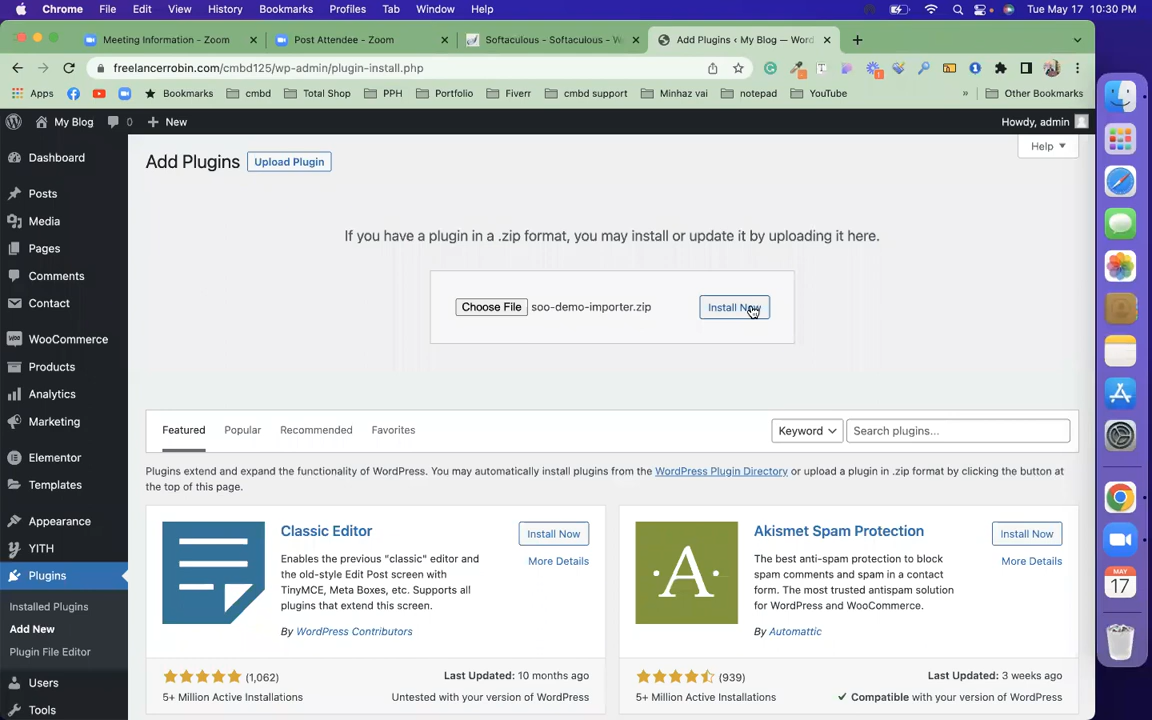 Chrome File Edit View History Bookmarks Profiles Tab Window Help Tue May 17 10:30 PM
Meeting Information - Zoom Post Attendee - Zoom Softaculous - Softaculous - W Add Plugins ‹ My Blog — Word
freelancerrobin.com/cmbd125/wp-admin/plugin-install.php
Apps Bookmarks cmbd Total Shop PPH Portfolio Fiverr cmbd support Minhaz vai notepad YouTube » Other Bookmarks
My Blog 0 New Howdy, admin
Help
Add Plugins Upload Plugin
Dashboard
Posts
Media
Pages
Comments
Contact
WooCommerce
Products
Analytics
Marketing
Elementor
Templates
Appearance
YITH
Plugins
Installed Plugins
Add New
Plugin File Editor
Users
Tools
If you have a plugin in a .zip format, you may install or update it by uploading it here.
Choose File soo-demo-importer.zip Install Now
Featured Popular Recommended Favorites Keyword Search plugins...
Plugins extend and expand the functionality of WordPress. You may automatically install plugins from the WordPress Plugin Directory or upload a plugin in .zip format by clicking the button at
the top of this page.
Classic Editor Install Now
More Details
Enables the previous "classic" editor and
the old-style Edit Post screen with
TinyMCE, Meta Boxes, etc. Supports all
plugins that extend this screen.
By WordPress Contributors
(1,062) Last Updated: 10 months ago
5+ Million Active Installations Untested with your version of WordPress
A
Akismet Spam Protection Install Now
More Details
The best anti-spam protection to block
spam comments and spam in a contact
form. The most trusted antispam solution
for WordPress and WooCommerce.
By Automattic
(939) Last Updated: 3 weeks ago
5+ Million Active Installations ✓ Compatible with your version of WordPress
MAY
17